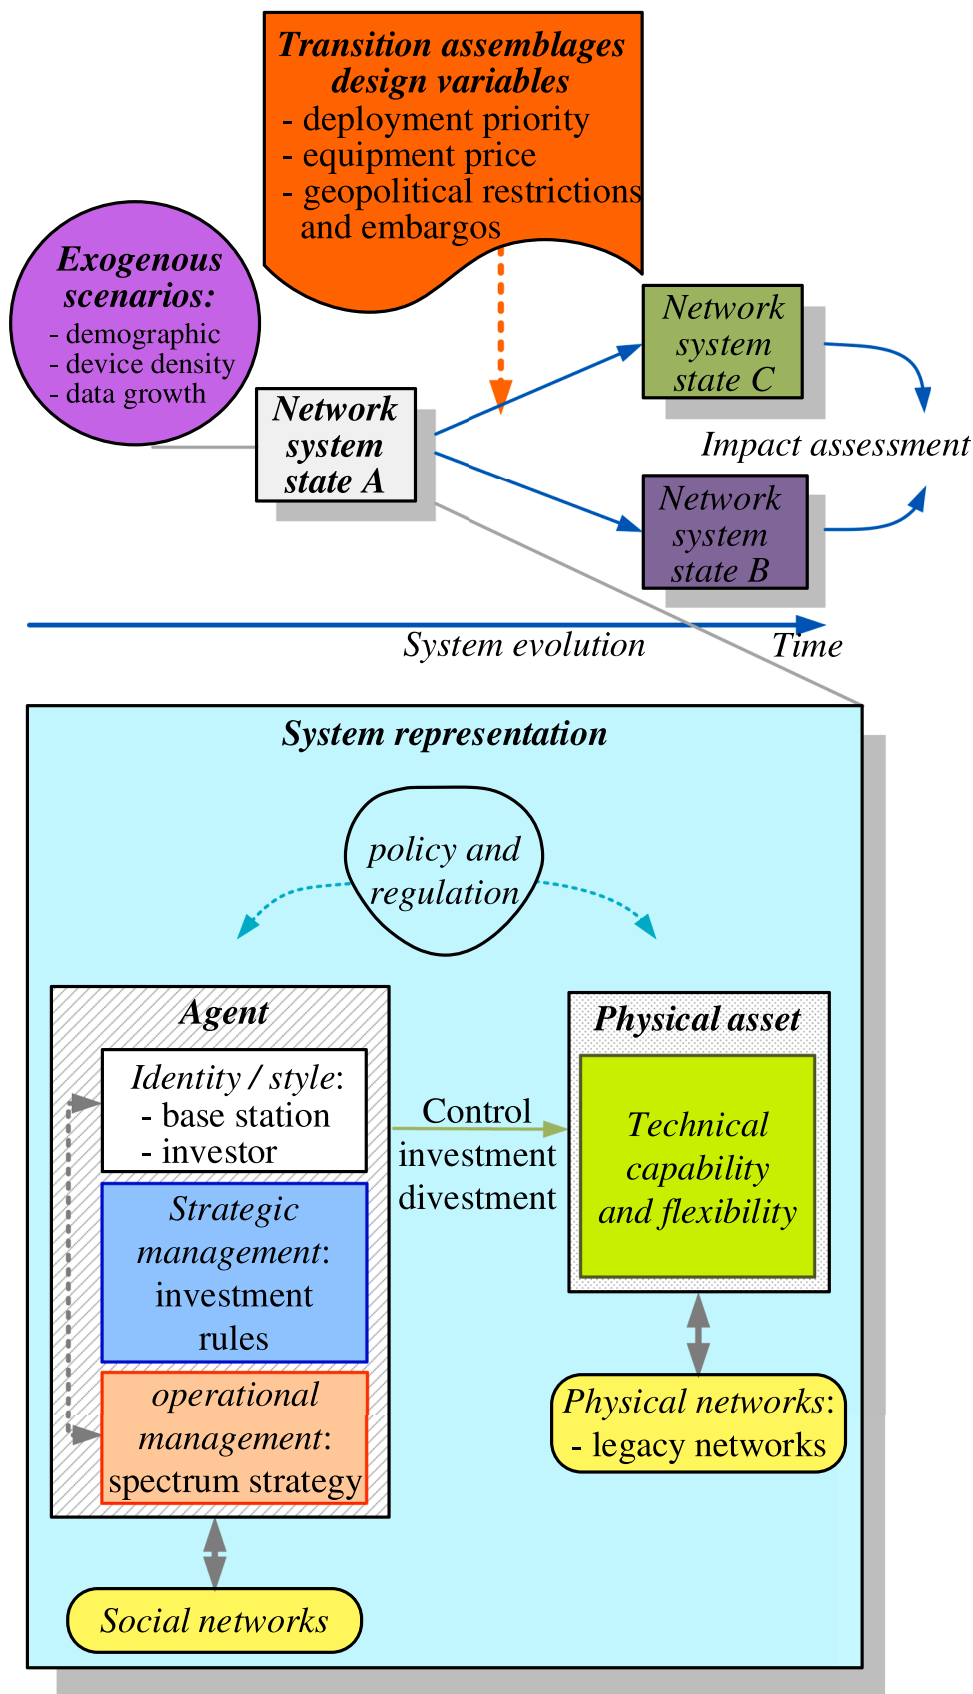 Transition assemblages
design variables
- deployment priority
- equipment price
- geopolitical restrictions
and embargos
Exogenous
scenarios:
- demographic
- device density
- data growth
Network
system
state A
Network
system
state C
Impact assessment
Network
system
state B
System evolution
Time
System representation
policy and
regulation
Agent
Identity / style:
- base station
- investor
Strategic
management:
investment
rules
operational
management:
spectrum strategy
Control
investment
divestment
Physical asset
Technical
capability
and flexibility
Physical networks:
- legacy networks
Social networks